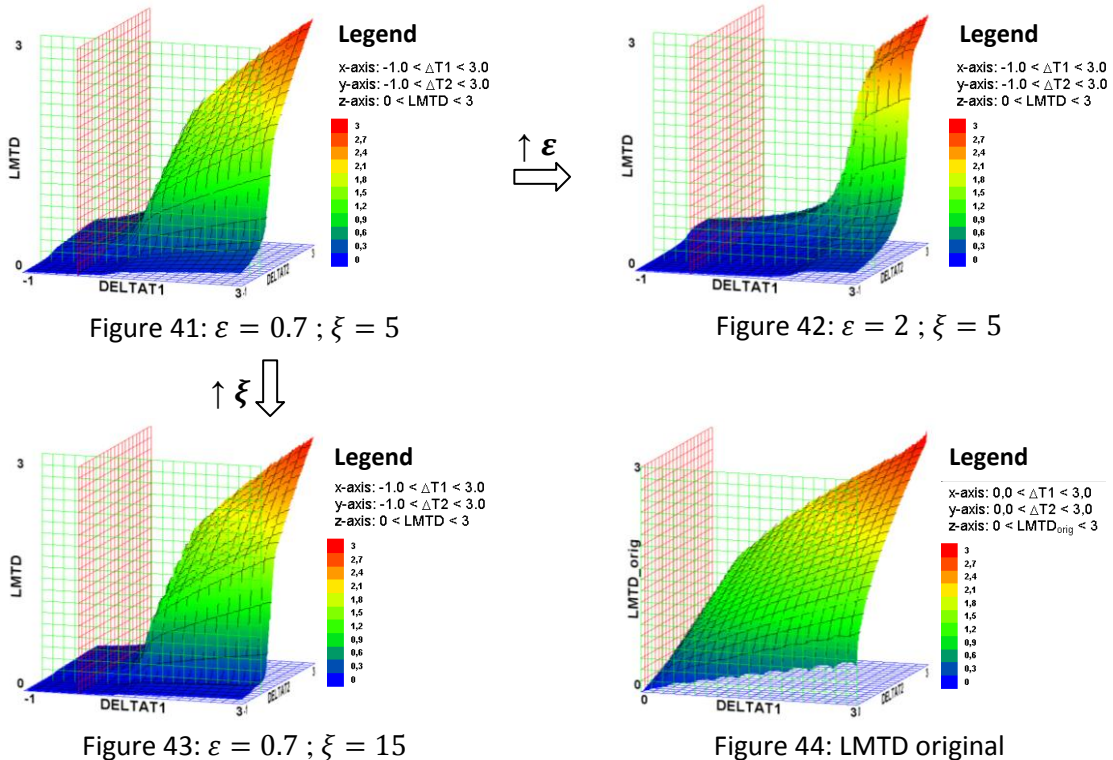 3
LMTD
0
-1
DELTAT1
3
-1
DELTAT2
3
Legend
x-axis: -1.0 < △T1 < 3.0
y-axis: -1.0 < △T2 < 3.0
z-axis: 0 < LMTD < 3
3
2,7
2,4
2,1
1,8
1,5
1,2
0,9
0,6
0,3
0
Figure 41: ε = 0.7 ; ξ = 5
↑ ε
3
LMTD
0
-1
DELTAT1
3
-1
DELTAT2
3
Legend
x-axis: -1.0 < △T1 < 3.0
y-axis: -1.0 < △T2 < 3.0
z-axis: 0 < LMTD < 3
3
2,7
2,4
2,1
1,8
1,5
1,2
0,9
0,6
0,3
0
Figure 42: ε = 2 ; ξ = 5
↑ ξ
3
LMTD
0
-1
DELTAT1
3
-1
DELTAT2
3
Legend
x-axis: -1.0 < △T1 < 3.0
y-axis: -1.0 < △T2 < 3.0
z-axis: 0 < LMTD < 3
3
2,7
2,4
2,1
1,8
1,5
1,2
0,9
0,6
0,3
0
Figure 43: ε = 0.7 ; ξ = 15
3
LMTD_orig
0
0
DELTAT1
3
DELTAT2
3
Legend
x-axis: 0,0 < △T1 < 3,0
y-axis: 0,0 < △T2 < 3,0
z-axis: 0 < LMTDorig < 3
3
2,7
2,4
2,1
1,8
1,5
1,2
0,9
0,6
0,3
0
Figure 44: LMTD original